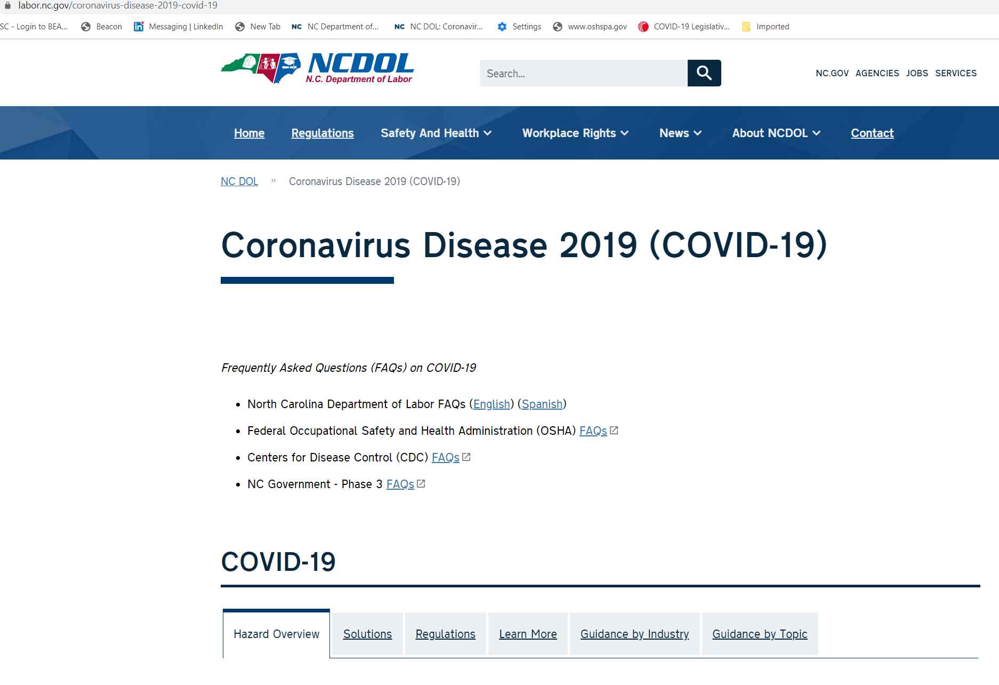 labor.nc.gov/coronavirus-disease-2019-covid-19
SC - Login to BEA... Beacon Messaging | LinkedIn New Tab NC NC Department of... NC NC DOL: Coronavir... Settings www.oshspa.gov COVID-19 Legislativ... Imported
NCDOL
N.C. Department of Labor
Search...
NC.GOV AGENCIES JOBS SERVICES
Home Regulations Safety And Health Workplace Rights News About NCDOL Contact
NC DOL » Coronavirus Disease 2019 (COVID-19)
Coronavirus Disease 2019 (COVID-19)
Frequently Asked Questions (FAQs) on COVID-19
• North Carolina Department of Labor FAQs (English) (Spanish)
• Federal Occupational Safety and Health Administration (OSHA) FAQs
• Centers for Disease Control (CDC) FAQs
• NC Government - Phase 3 FAQs
COVID-19
Hazard Overview Solutions Regulations Learn More Guidance by Industry Guidance by Topic